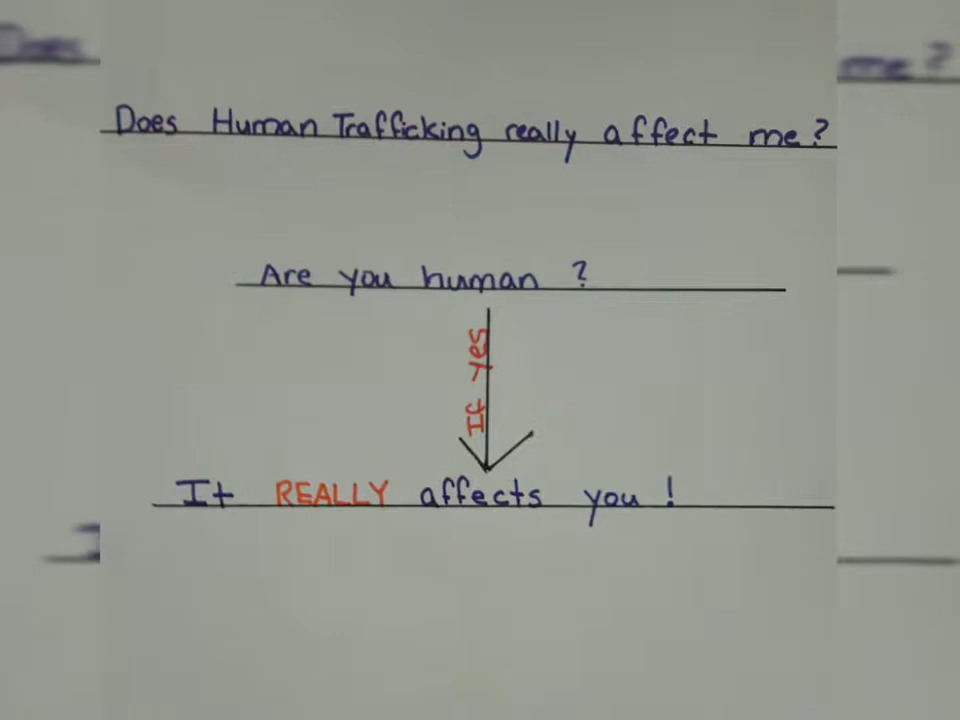 Does Human Trafficking really affect me?
Are you human ?
If yes
It REALLY affects you !